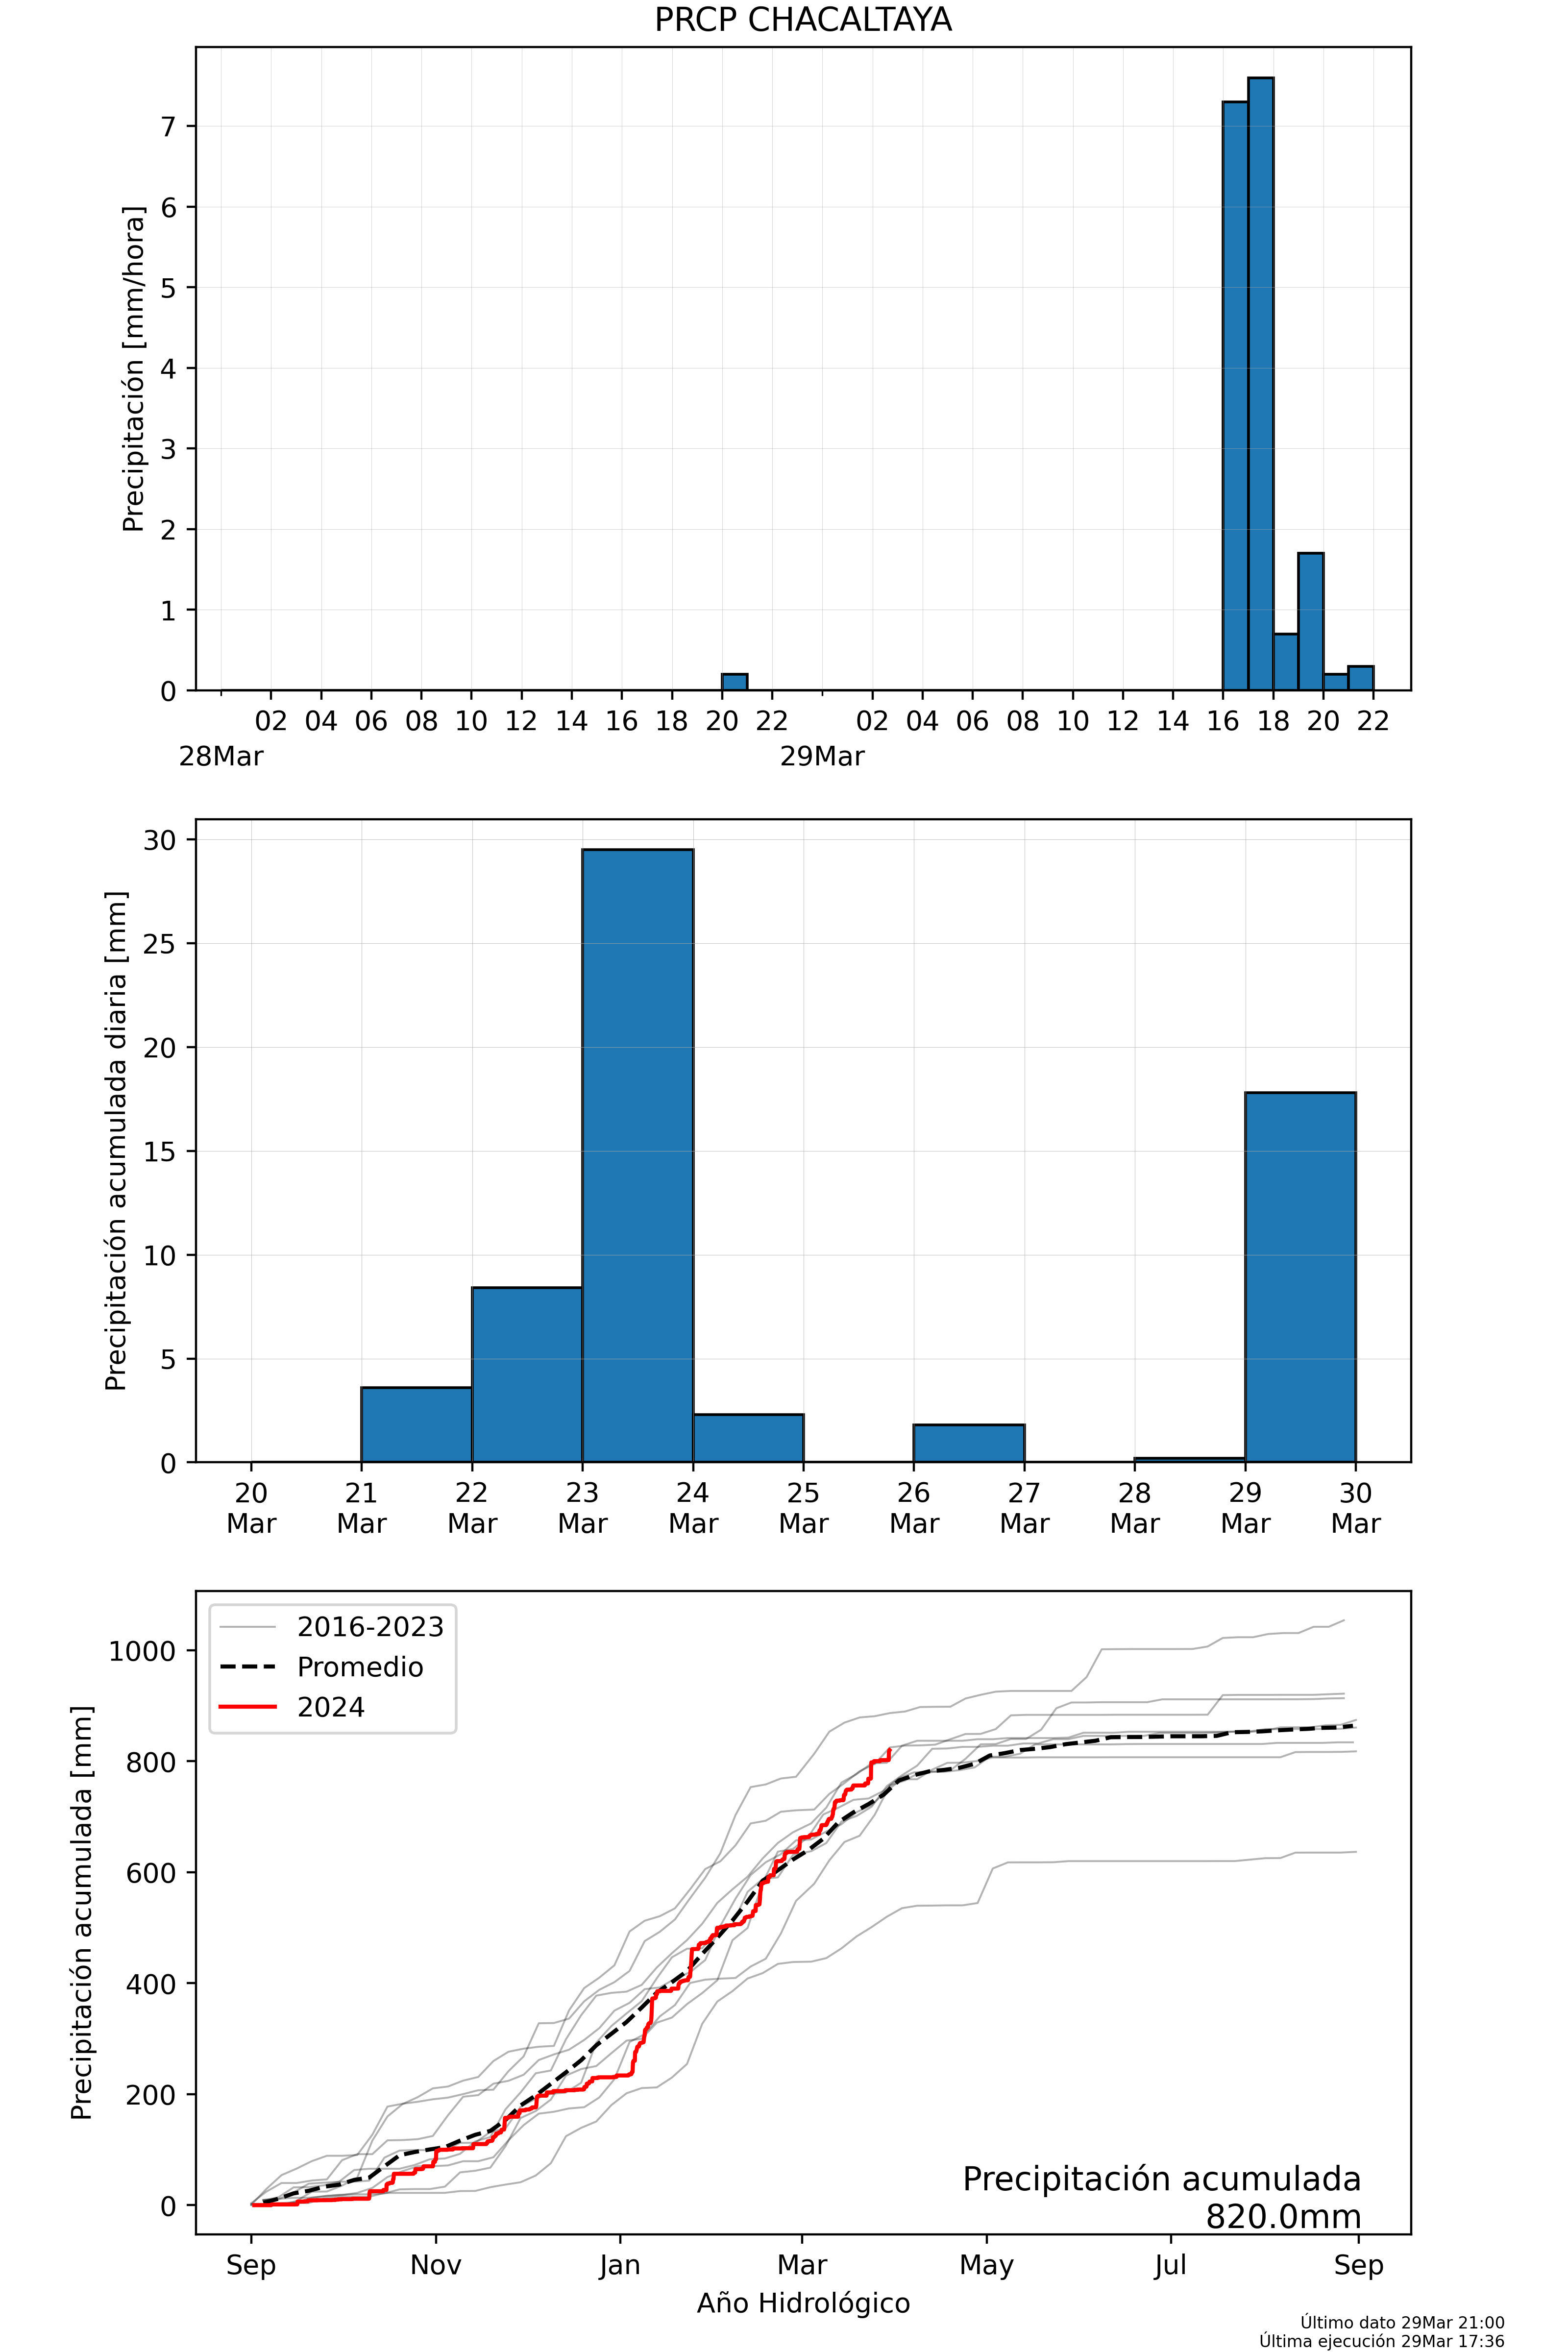 PRCP CHACALTAYA
Precipitación [mm/hora]
7
6
5
4
3
2
1
0
02 04 06 08 10 12 14 16 18 20 22 02 04 06 08 10 12 14 16 18 20 22
28Mar 29Mar
Precipitación acumulada diaria [mm]
30
25
20
15
10
5
0
20 21 22 23 24 25 26 27 28 29 30
Mar Mar Mar Mar Mar Mar Mar Mar Mar Mar Mar
Precipitación acumulada [mm]
1000
800
600
400
200
0
2016-2023
Promedio
2024
Precipitación acumulada
820.0mm
Sep Nov Jan Mar May Jul Sep
Año Hidrológico
Último dato 29Mar 21:00
Última ejecución 29Mar 17:36